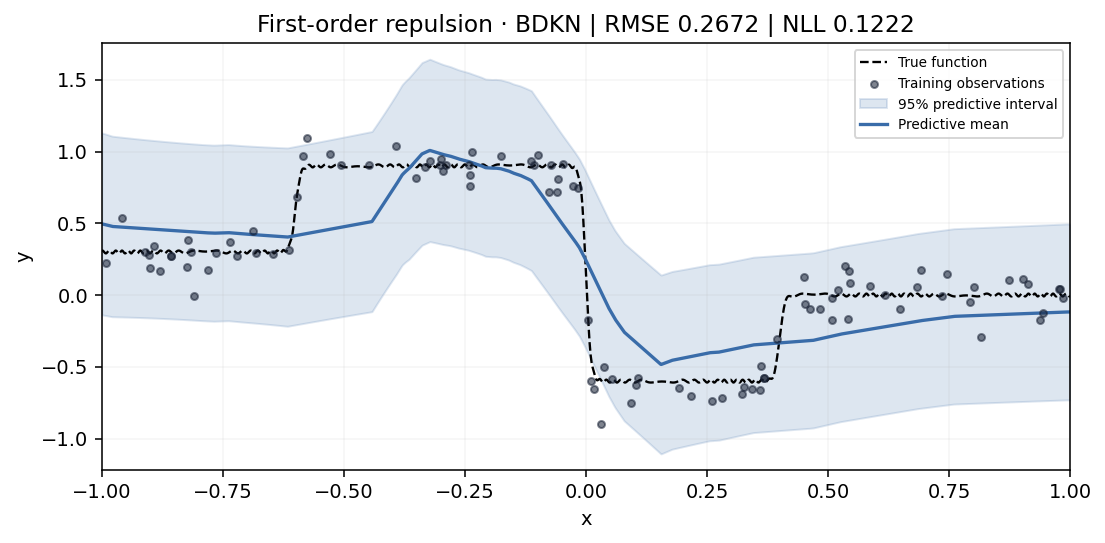 First-order repulsion · BDKN | RMSE 0.2672 | NLL 0.1222
True function
Training observations
95% predictive interval
Predictive mean
y
1.5
1.0
0.5
0.0
−0.5
−1.0
−1.00 −0.75 −0.50 −0.25 0.00 0.25 0.50 0.75 1.00
x